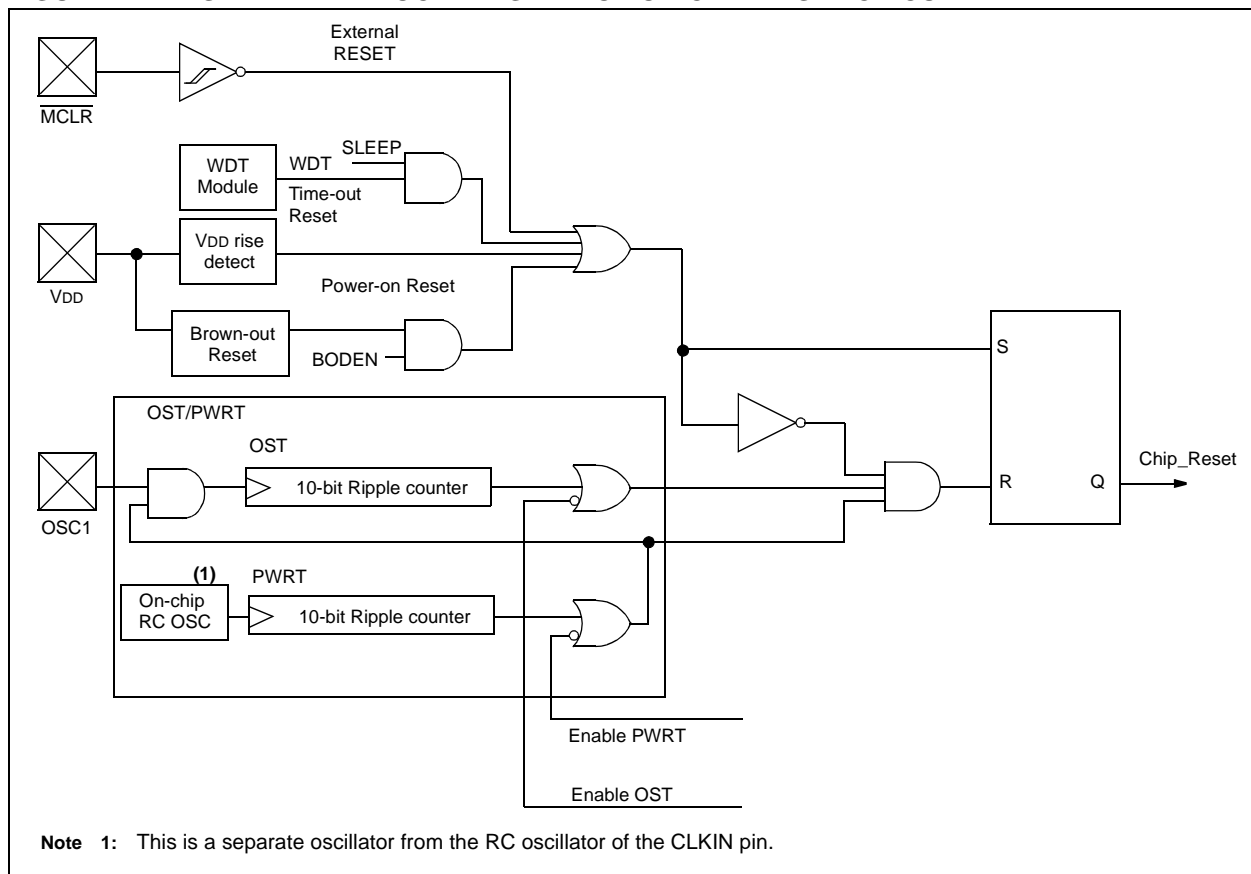 External
RESET
MCLR
SLEEP
WDT
Module
WDT
Time-out
Reset
VDD rise
detect
VDD
Power-on Reset
Brown-out
Reset
BODEN
S
OST/PWRT
OST
10-bit Ripple counter
OSC1
Chip_Reset
R
Q
(1)
PWRT
On-chip
RC OSC
10-bit Ripple counter
Enable PWRT
Enable OST
Note 1: This is a separate oscillator from the RC oscillator of the CLKIN pin.